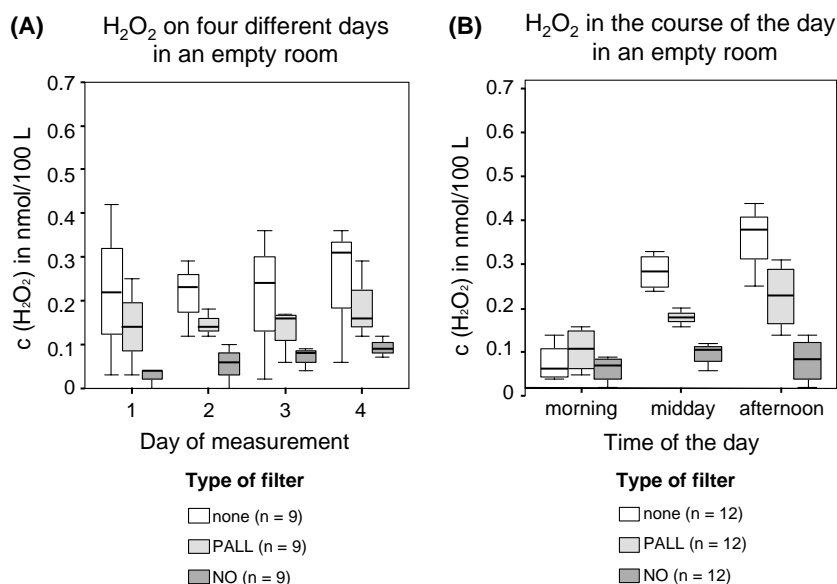 (A) H₂O₂ on four different days
in an empty room
0.7
0.6
0.5
0.4
0.3
0.2
0.1
0
c (H₂O₂) in nmol/100 L
1 2 3 4
Day of measurement
Type of filter
none (n = 9)
PALL (n = 9)
NO (n = 9)
(B) H₂O₂ in the course of the day
in an empty room
0.7
0.6
0.5
0.4
0.3
0.2
0.1
0
c (H₂O₂) in nmol/100 L
morning midday afternoon
Time of the day
Type of filter
none (n = 12)
PALL (n = 12)
NO (n = 12)